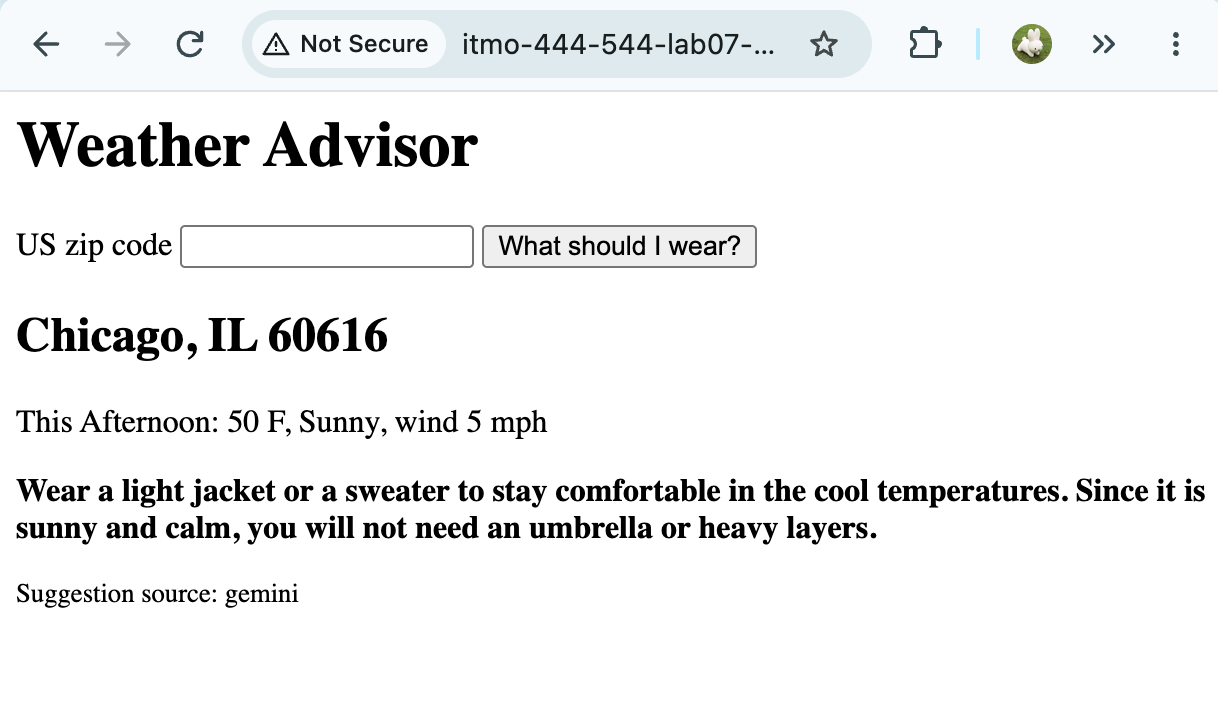 Not Secure itmo-444-544-lab07-...
Weather Advisor
US zip code What should I wear?
Chicago, IL 60616
This Afternoon: 50 F, Sunny, wind 5 mph
Wear a light jacket or a sweater to stay comfortable in the cool temperatures. Since it is
sunny and calm, you will not need an umbrella or heavy layers.
Suggestion source: gemini